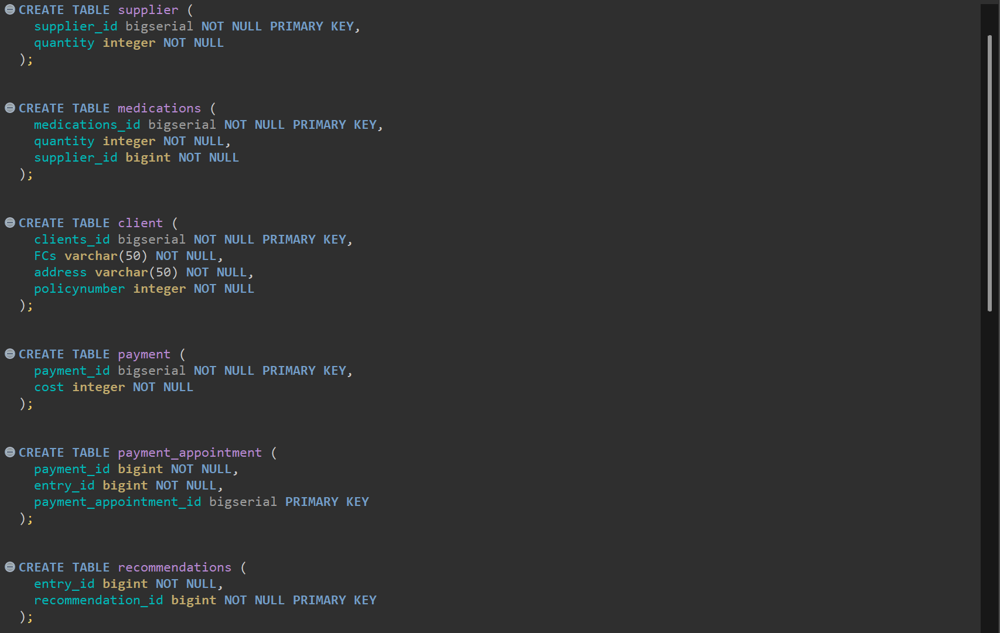 CREATE TABLE supplier (
supplier_id bigserial NOT NULL PRIMARY KEY,
quantity integer NOT NULL
);
CREATE TABLE medications (
medications_id bigserial NOT NULL PRIMARY KEY,
quantity integer NOT NULL,
supplier_id bigint NOT NULL
);
CREATE TABLE client (
clients_id bigserial NOT NULL PRIMARY KEY,
FCs varchar(50) NOT NULL,
address varchar(50) NOT NULL,
policynumber integer NOT NULL
);
CREATE TABLE payment (
payment_id bigserial NOT NULL PRIMARY KEY,
cost integer NOT NULL
);
CREATE TABLE payment_appointment (
payment_id bigint NOT NULL,
entry_id bigint NOT NULL,
payment_appointment_id bigserial PRIMARY KEY
);
CREATE TABLE recommendations (
entry_id bigint NOT NULL,
recommendation_id bigint NOT NULL PRIMARY KEY
);